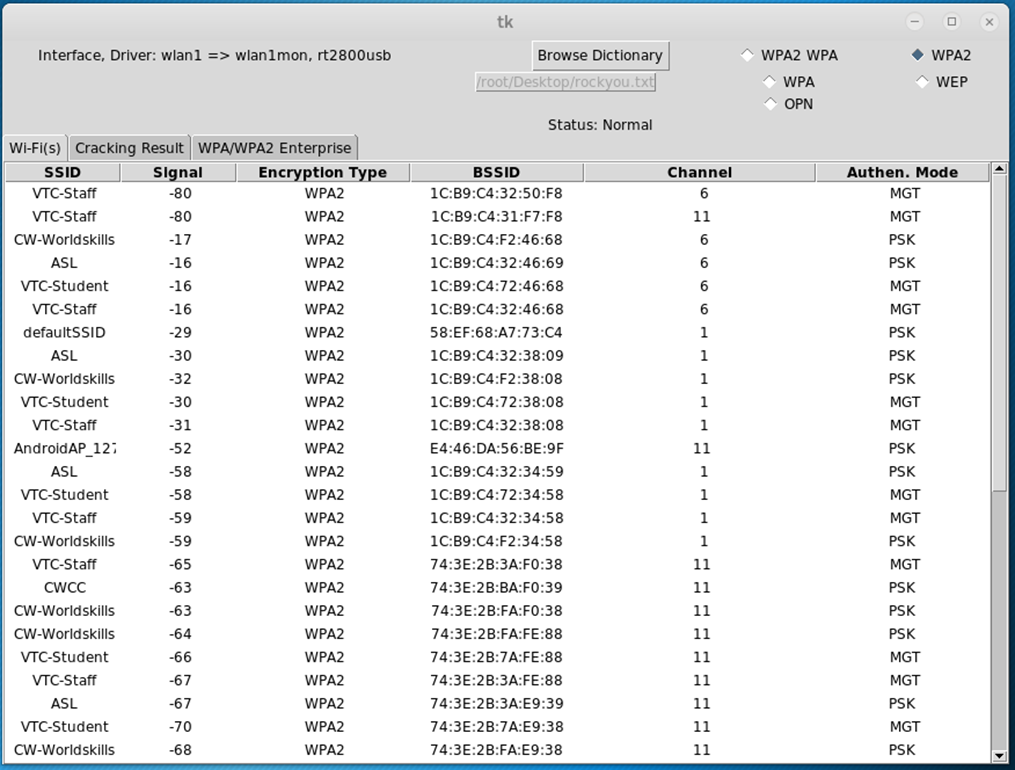 tk
Interface, Driver: wlan1 => wlan1mon, rt2800usb
Browse Dictionary
/root/Desktop/rockyou.txt
WPA2 WPA
WPA2
WPA
WEP
OPN
Status: Normal
Wi-Fi(s) Cracking Result WPA/WPA2 Enterprise
SSID Signal Encryption Type BSSID Channel Authen. Mode
VTC-Staff -80 WPA2 1C:B9:C4:32:50:F8 6 MGT
VTC-Staff -80 WPA2 1C:B9:C4:31:F7:F8 11 MGT
CW-Worldskills -17 WPA2 1C:B9:C4:F2:46:68 6 PSK
ASL -16 WPA2 1C:B9:C4:32:46:69 6 PSK
VTC-Student -16 WPA2 1C:B9:C4:72:46:68 6 MGT
VTC-Staff -16 WPA2 1C:B9:C4:32:46:68 6 MGT
defaultSSID -29 WPA2 58:EF:68:A7:73:C4 1 PSK
ASL -30 WPA2 1C:B9:C4:32:38:09 1 PSK
CW-Worldskills -32 WPA2 1C:B9:C4:F2:38:08 1 PSK
VTC-Student -30 WPA2 1C:B9:C4:72:38:08 1 MGT
VTC-Staff -31 WPA2 1C:B9:C4:32:38:08 1 MGT
AndroidAP_127 -52 WPA2 E4:46:DA:56:BE:9F 11 PSK
ASL -58 WPA2 1C:B9:C4:32:34:59 1 PSK
VTC-Student -58 WPA2 1C:B9:C4:72:34:58 1 MGT
VTC-Staff -59 WPA2 1C:B9:C4:32:34:58 1 MGT
CW-Worldskills -59 WPA2 1C:B9:C4:F2:34:58 1 PSK
VTC-Staff -65 WPA2 74:3E:2B:3A:F0:38 11 MGT
CWCC -63 WPA2 74:3E:2B:BA:F0:39 11 PSK
CW-Worldskills -63 WPA2 74:3E:2B:FA:F0:38 11 PSK
CW-Worldskills -64 WPA2 74:3E:2B:FA:FE:88 11 PSK
VTC-Student -66 WPA2 74:3E:2B:7A:FE:88 11 MGT
VTC-Staff -67 WPA2 74:3E:2B:3A:FE:88 11 MGT
ASL -67 WPA2 74:3E:2B:3A:E9:39 11 PSK
VTC-Student -70 WPA2 74:3E:2B:7A:E9:38 11 MGT
CW-Worldskills -68 WPA2 74:3E:2B:FA:E9:38 11 PSK